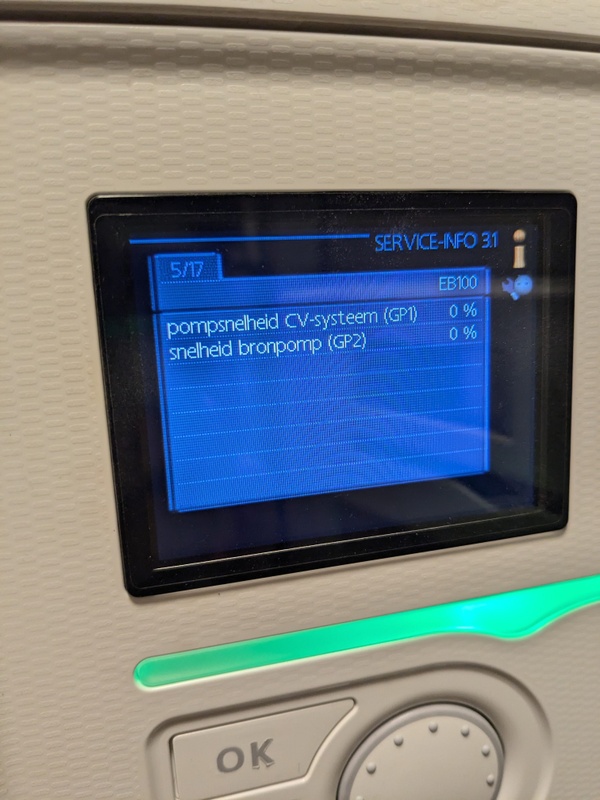 SERVICE-INFO 3.1
5/17
EB100
pompsnelheid CV-systeem (GP1) 0 %
snelheid bronpomp (GP2) 0 %
OK